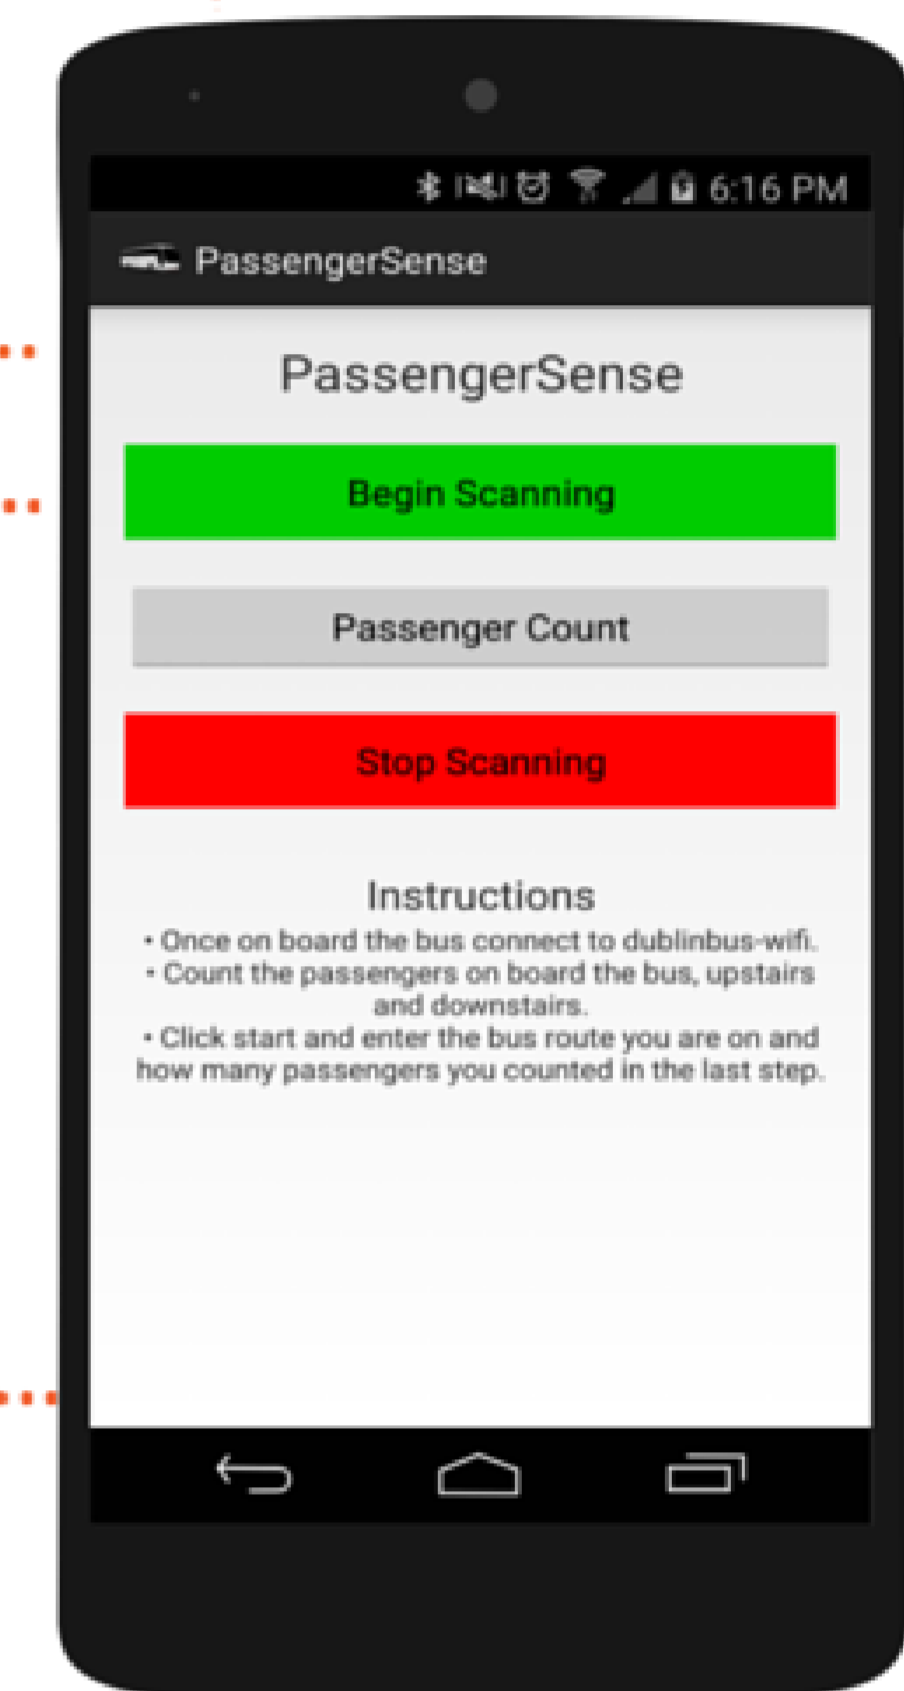 6:16 PM
PassengerSense
PassengerSense
Begin Scanning
Passenger Count
Stop Scanning
Instructions
• Once on board the bus connect to dublinbus-wifi.
• Count the passengers on board the bus, upstairs
and downstairs.
• Click start and enter the bus route you are on and
how many passengers you counted in the last step.